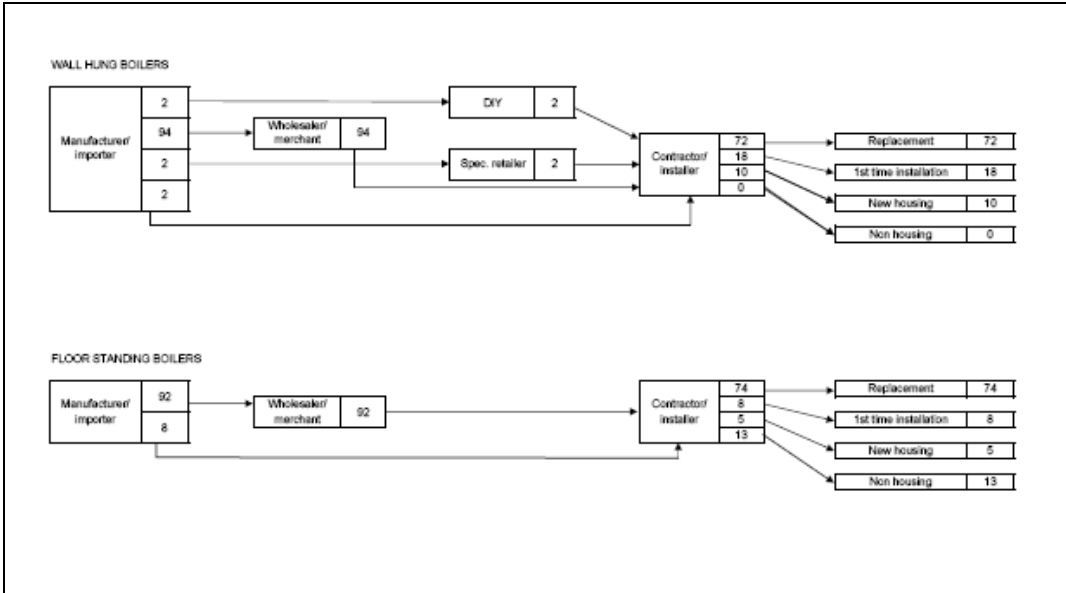 WALL HUNG BOILERS
Manufacturer/
importer
2
94
2
2
Wholesaler/
merchant
94
DIY
2
Spec. retailer
2
Contractor/
installer
72
18
10
0
Replacement
72
1st time installation
18
New housing
10
Non housing
0
FLOOR STANDING BOILERS
Manufacturer/
importer
92
8
Wholesaler/
merchant
92
Contractor/
installer
74
8
5
13
Replacement
74
1st time installation
8
New housing
5
Non housing
13